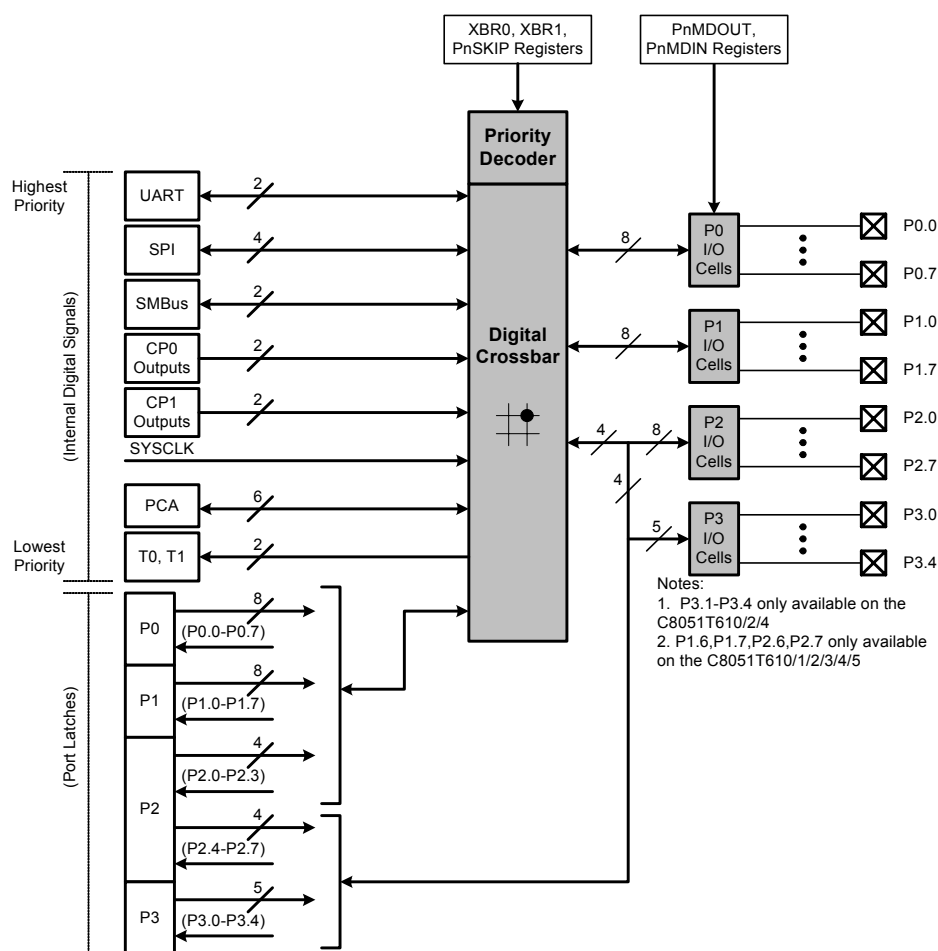 XBR0, XBR1,
PnSKIP Registers
PnMDOUT,
PnMDIN Registers
Priority
Decoder
Highest
Priority
UART
2
SPI
4
SMBus
2
CP0
Outputs
2
CP1
Outputs
2
SYSCLK
PCA
6
Lowest
Priority
T0, T1
2
(Internal Digital Signals)
Digital
Crossbar
8
P0
I/O
Cells
P0.0
P0.7
8
P1
I/O
Cells
P1.0
P1.7
4
8
P2
I/O
Cells
P2.0
P2.7
4
5
P3
I/O
Cells
P3.0
P3.4
Notes:
1. P3.1-P3.4 only available on the
C8051T610/2/4
2. P1.6,P1.7,P2.6,P2.7 only available
on the C8051T610/1/2/3/4/5
(Port Latches)
P0
8
(P0.0-P0.7)
P1
8
(P1.0-P1.7)
P2
4
(P2.0-P2.3)
4
(P2.4-P2.7)
P3
5
(P3.0-P3.4)